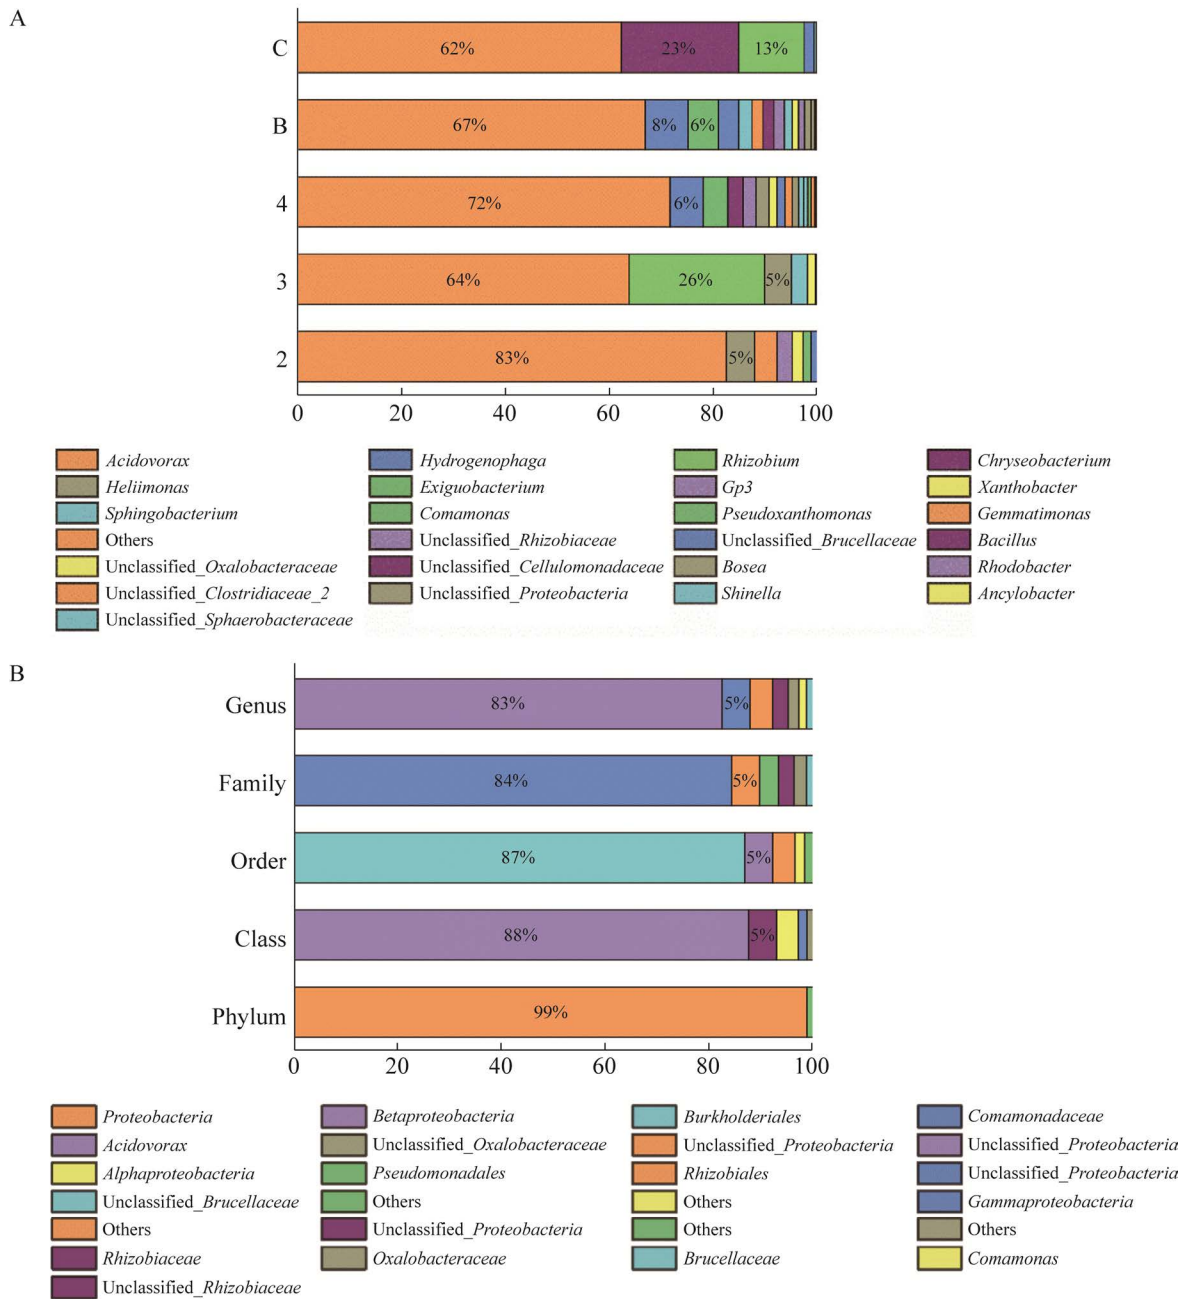 A
C
62%
23%
13%
B
67%
8%
6%
4
72%
6%
3
64%
26%
5%
2
83%
5%
0 20 40 60 80 100
Acidovorax Hydrogenophaga Rhizobium Chryseobacterium
Heliimonas Exiguobacterium Gp3 Xanthobacter
Sphingobacterium Comamonas Pseudoxanthomonas Gemmatimonas
Others Unclassified_Rhizobiaceae Unclassified_Brucellaceae Bacillus
Unclassified_Oxalobacteraceae Unclassified_Cellulomonadaceae Bosea Rhodobacter
Unclassified_Clostridiaceae_2 Unclassified_Proteobacteria Shinella Ancylobacter
Unclassified_Sphaerobacteraceae
B
Genus
83%
5%
Family
84%
5%
Order
87%
5%
Class
88%
5%
Phylum
99%
0 20 40 60 80 100
Proteobacteria Betaproteobacteria Burkholderiales Comamonadaceae
Acidovorax Unclassified_Oxalobacteraceae Unclassified_Proteobacteria Unclassified_Proteobacteria
Alphaproteobacteria Pseudomonadales Rhizobiales Unclassified_Proteobacteria
Unclassified_Brucellaceae Others Others Gammaproteobacteria
Others Unclassified_Proteobacteria Others Others
Rhizobiaceae Oxalobacteraceae Brucellaceae Comamonas
Unclassified_Rhizobiaceae